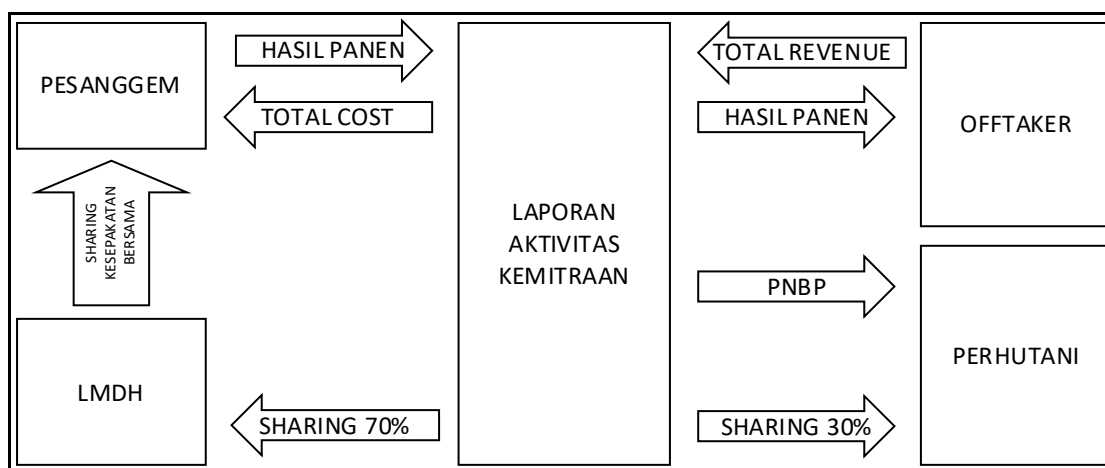 PESANGGEM
HASIL PANEN
TOTAL COST
SHARING
KESEPAKATAN
BERSAMA
LMDH
SHARING 70%
LAPORAN
AKTIVITAS
KEMITRAAN
TOTAL REVENUE
HASIL PANEN
OFFTAKER
PNBP
PERHUTANI
SHARING 30%